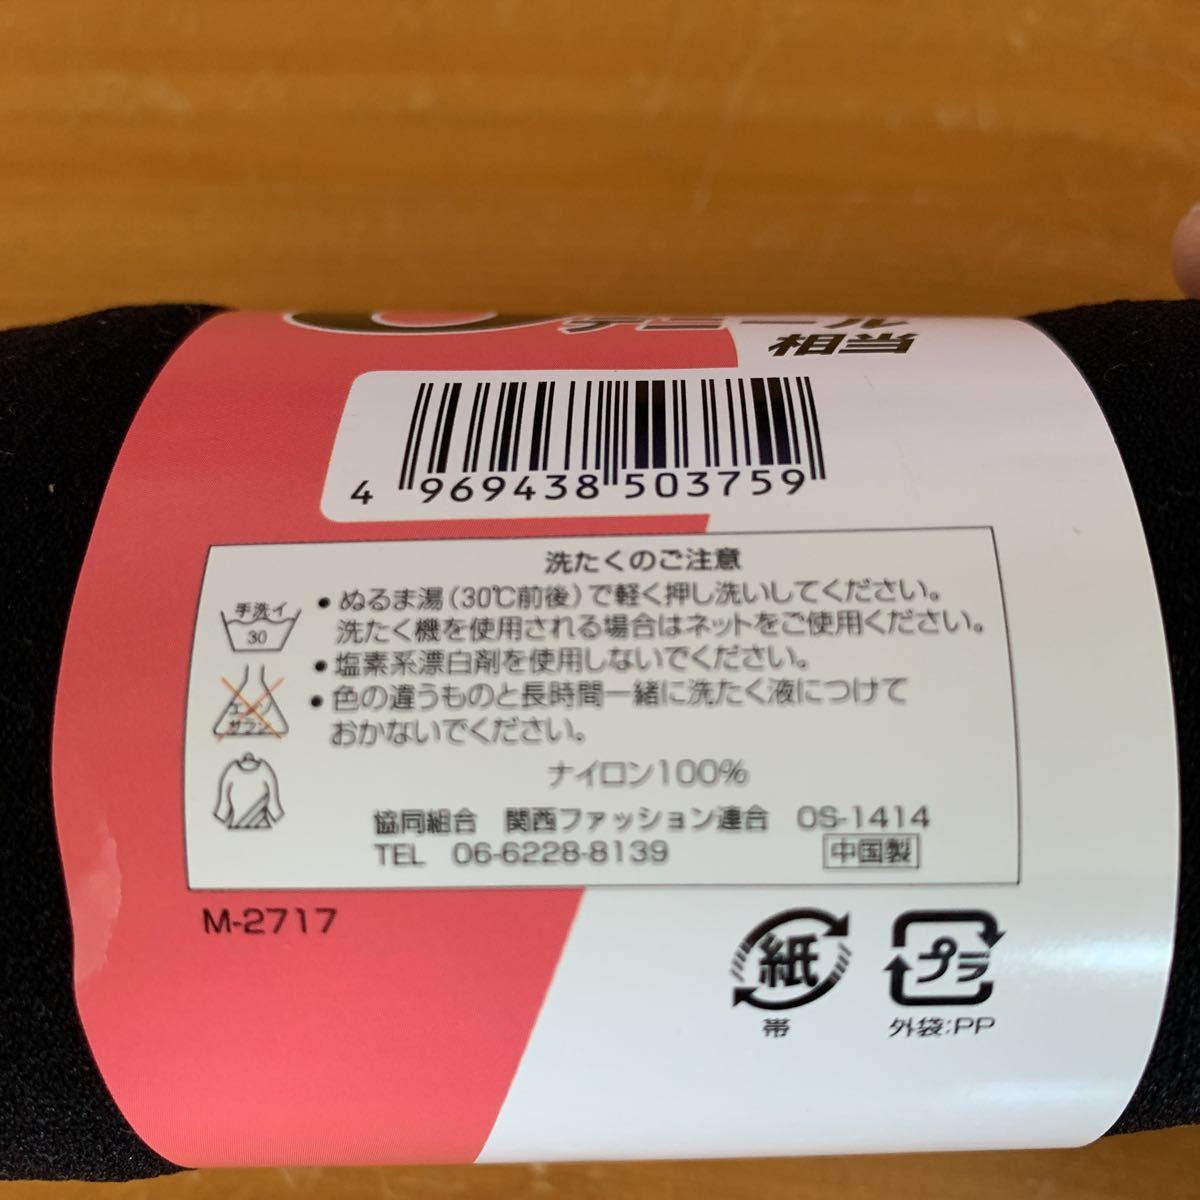 デニール
相当
4 969438 503759
洗たくのご注意
手洗イ
30
エンソ
サラシ
● ぬるま湯(30℃前後)で軽く押し洗いしてください。
洗たく機を使用される場合はネットをご使用ください。
● 塩素系漂白剤を使用しないでください。
● 色の違うものと長時間一緒に洗たく液につけて
おかないでください。
ナイロン100%
協同組合 関西ファッション連合 OS-1414
TEL 06-6228-8139 中国製
M-2717
紙
帯
プラ
外袋:PP